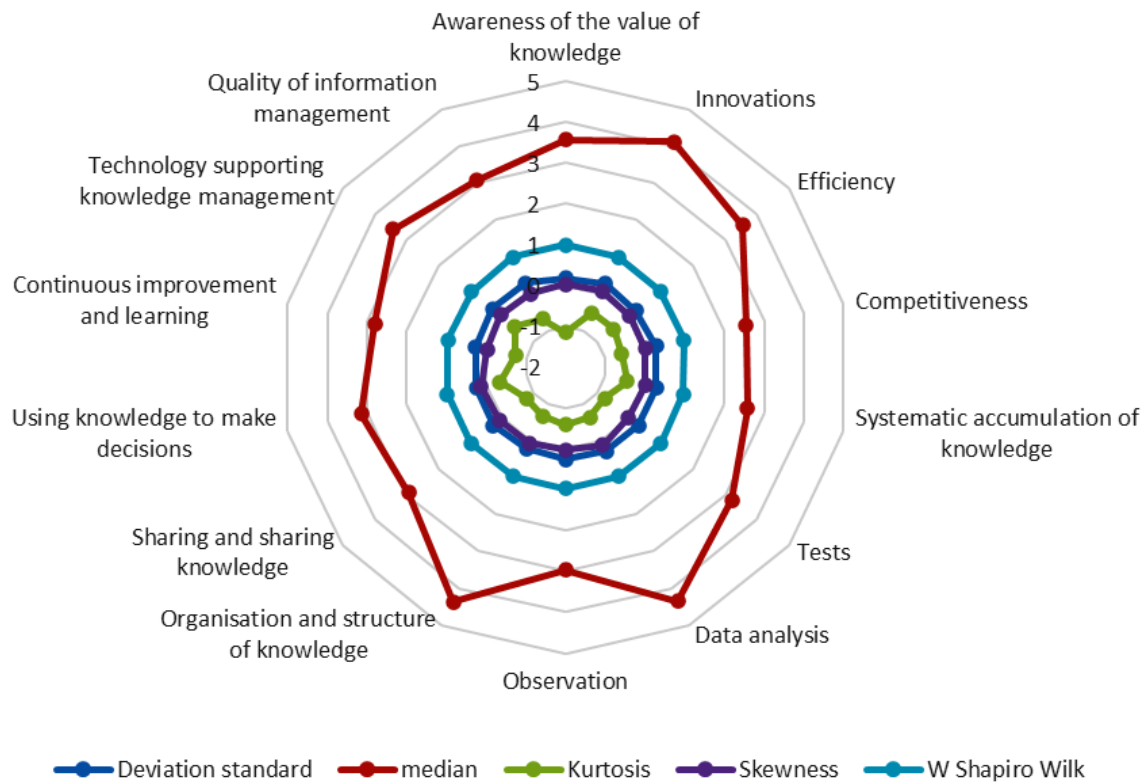 Awareness of the value of
knowledge
Quality of information
management
Innovations
Technology supporting
knowledge management
Efficiency
Continuous improvement
and learning
Competitiveness
Using knowledge to make
decisions
Systematic accumulation of
knowledge
Sharing and sharing
knowledge
Tests
Organisation and structure
of knowledge
Data analysis
Observation
5
4
3
2
1
0
-1
-2
Deviation standard
median
Kurtosis
Skewness
W Shapiro Wilk